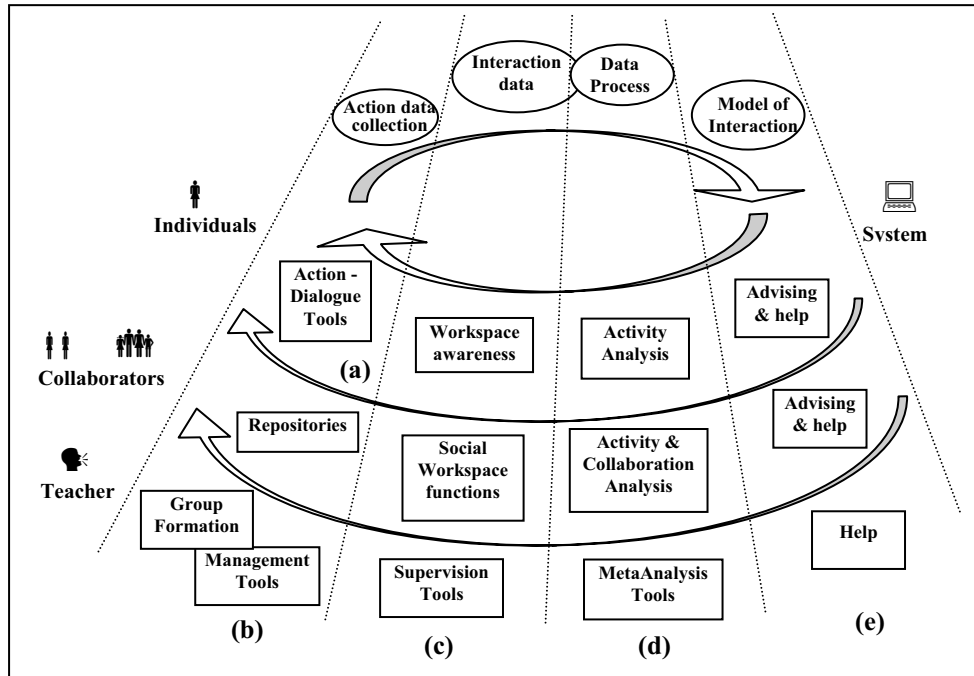 Interaction
data
Data
Process
Action data
collection
Model of
Interaction
Individuals
Svstem
Action -
Dialogue
Tools
Advising
& help
Workspace
awareness
Activity
Analysis
(a)
Collaborators
Repositories
Advising
& help
Social
Workspace
functions
Activity &
Collaboration
Analysis
Teacher
Group
Formation
Help
Management
Tools
Supervision
Tools
MetaAnalysis
Tools
(b)
(c)
(d)
(e)